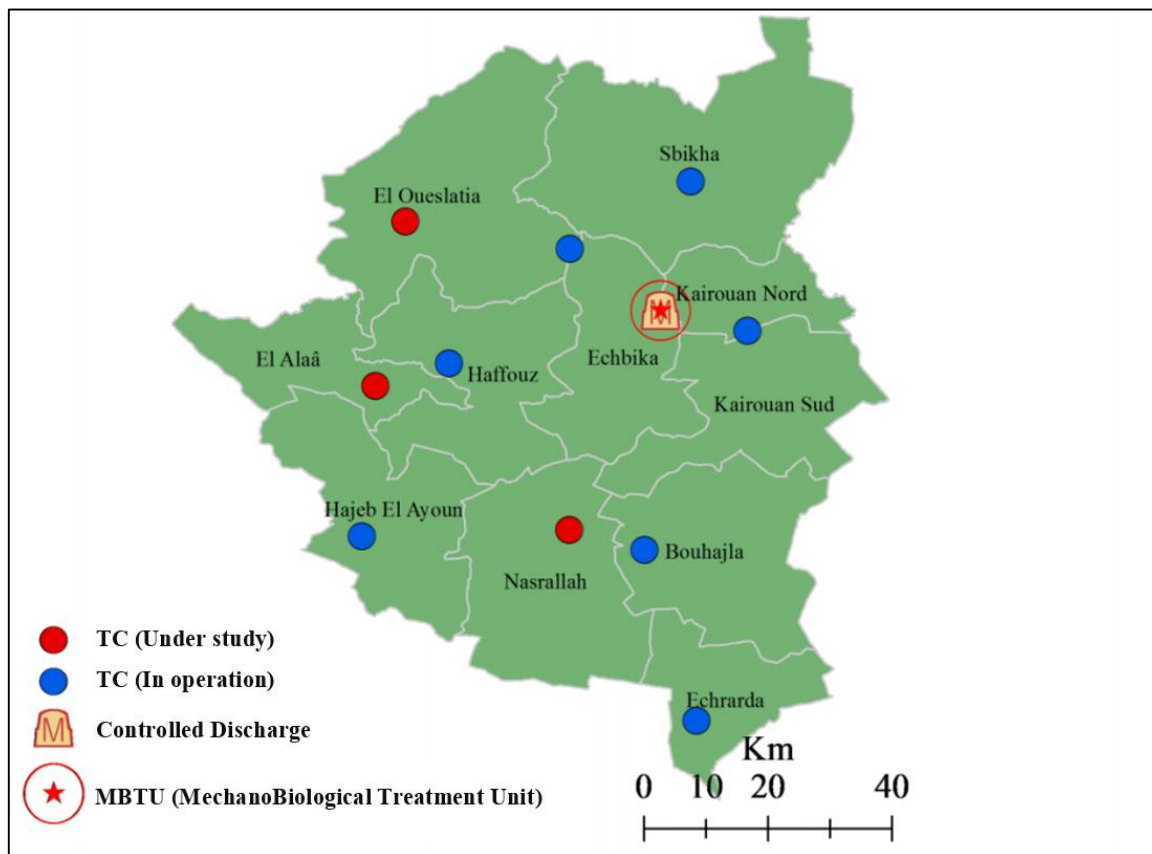 Sbikha
El Oueslatia
Kairouan Nord
Echbika
El Alaâ
Haffouz
Kairouan Sud
Hajeb El Ayoun
Bouhajla
Nasrallah
Echrarda
TC (Under study)
TC (In operation)
M Controlled Discharge
MBTU (MechanoBiological Treatment Unit)
Km
0 10 20 40